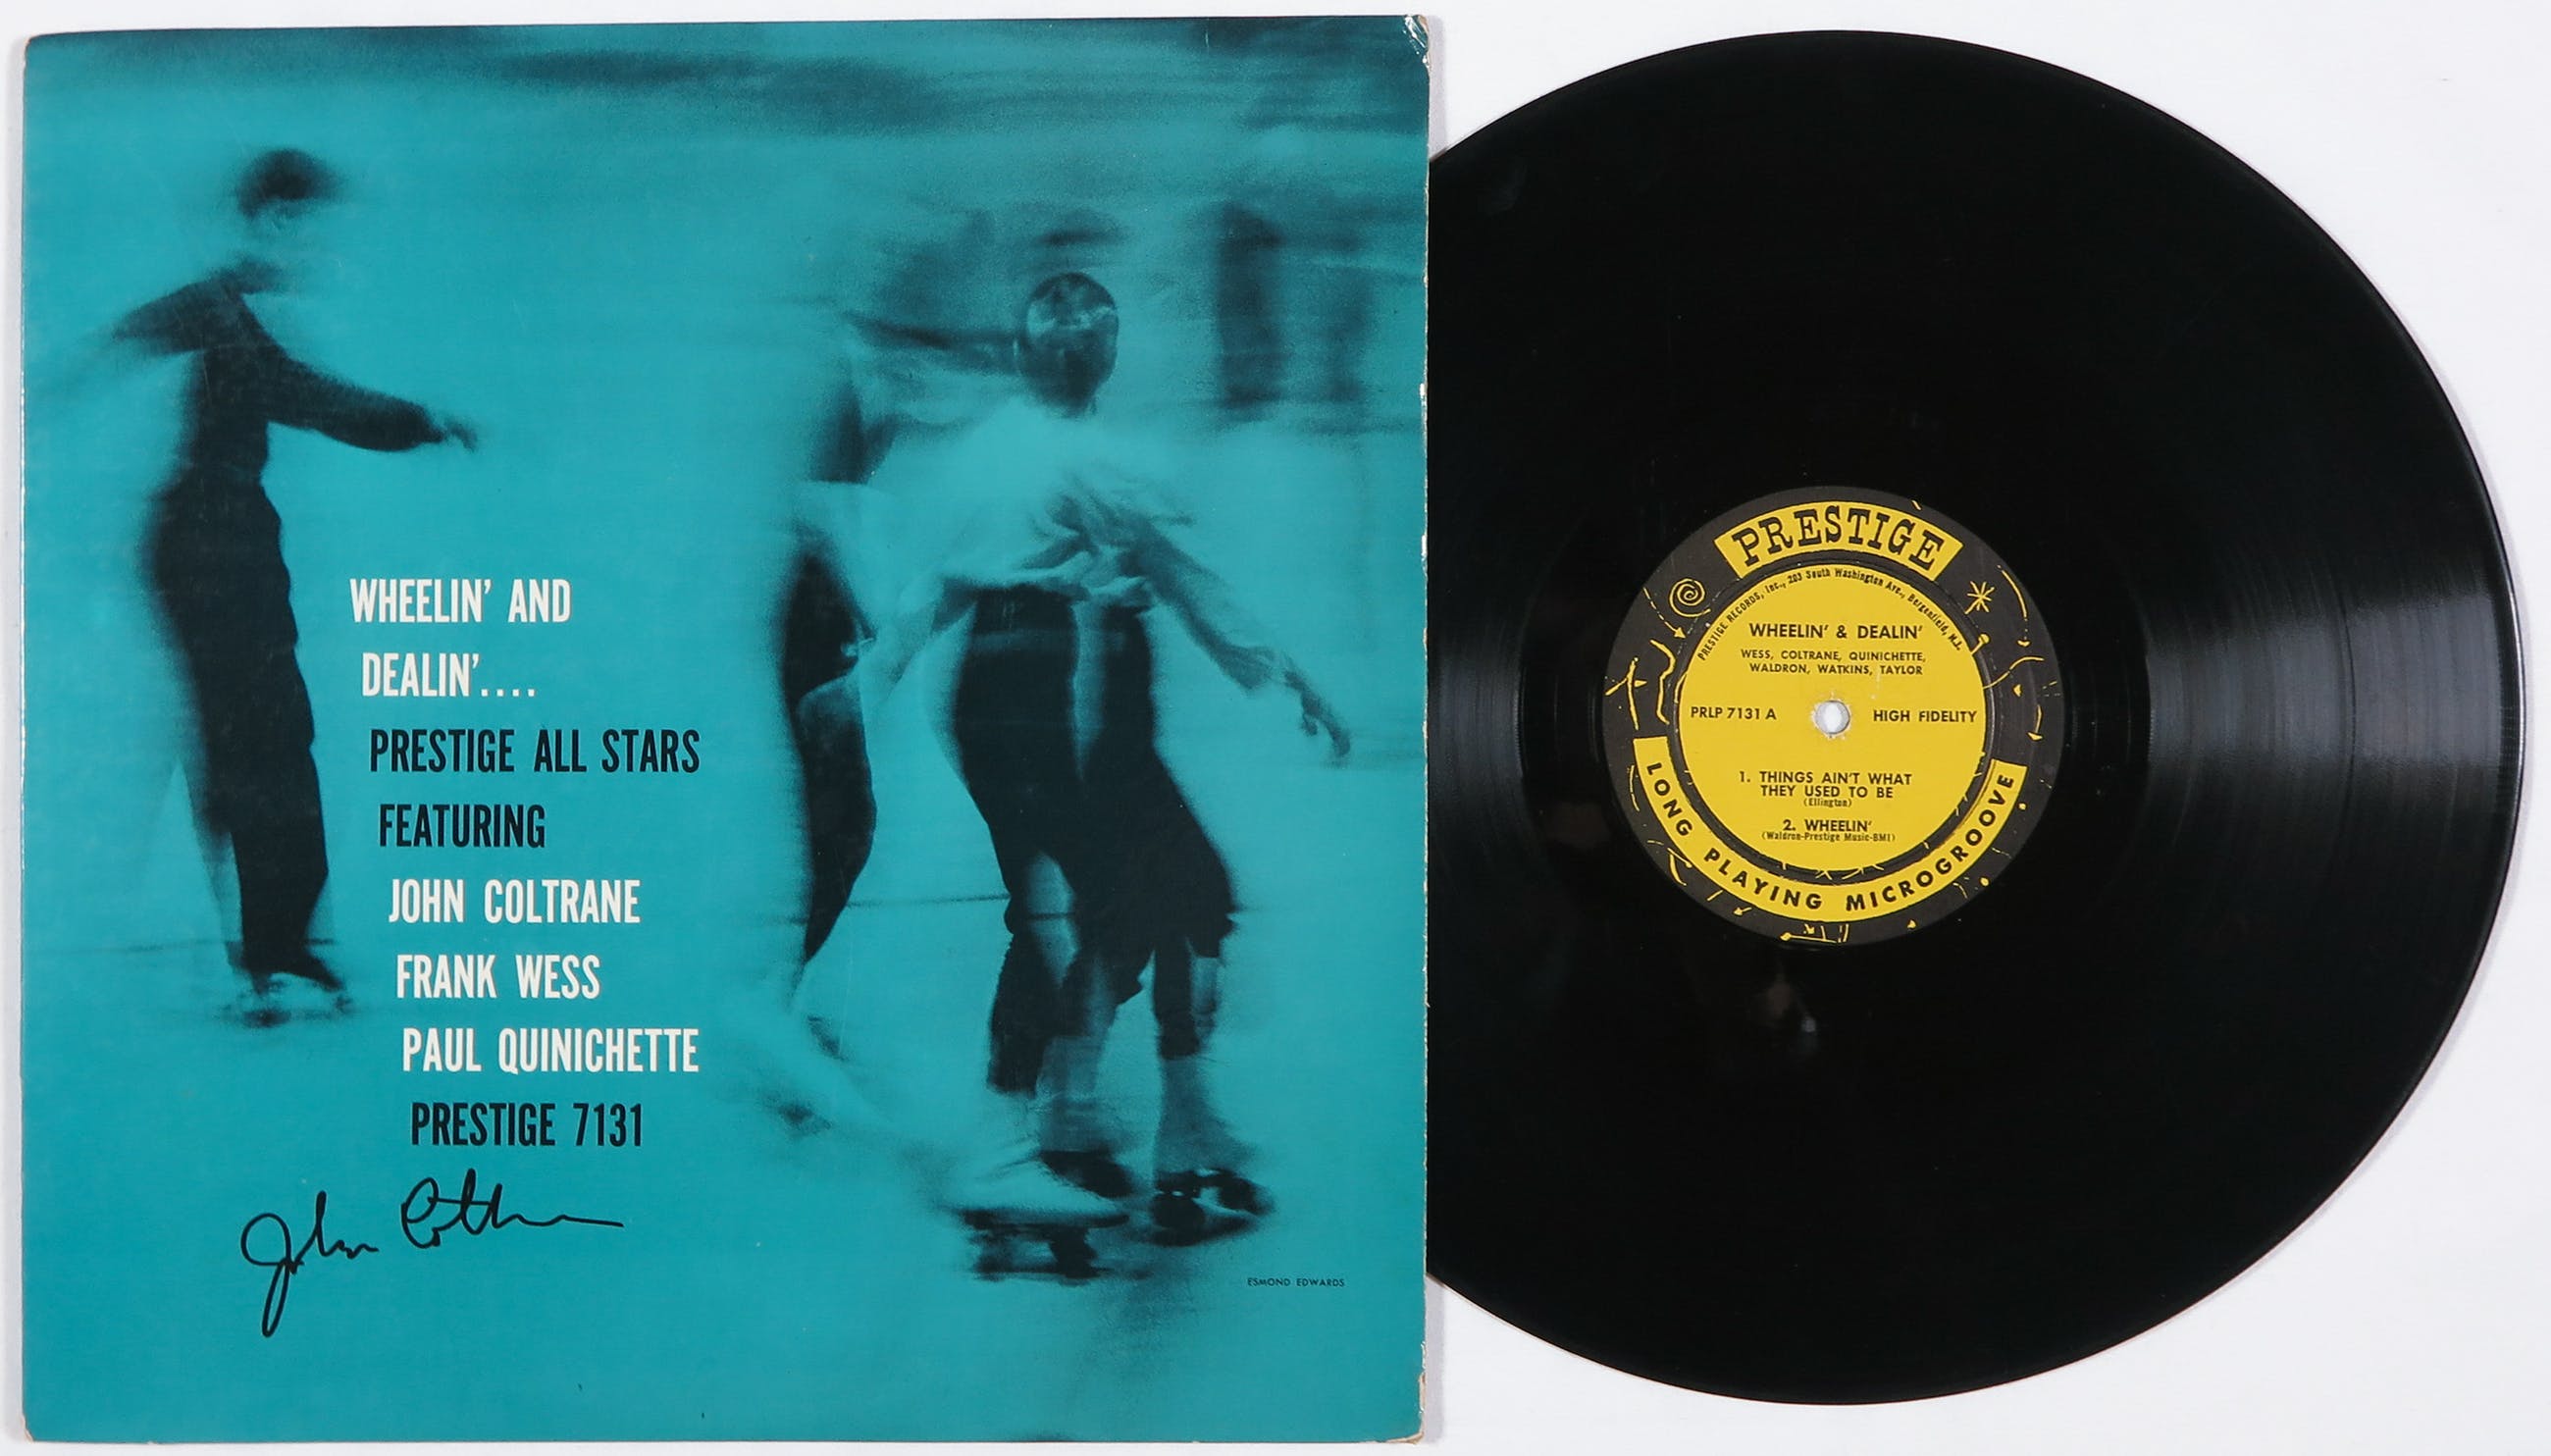 WHEELIN' AND
DEALIN'....
PRESTIGE ALL STARS
FEATURING
JOHN COLTRANE
FRANK WESS
PAUL QUINICHETTE
PRESTIGE 7131
John Coltrane
ESMOND EDWARDS
PRESTIGE
PRESTIGE RECORDS, Inc., 203 South Washington Ave., Bergenfield, N.J.
WHEELIN' & DEALIN'
WESS, COLTRANE, QUINICHETTE,
WALDRON, WATKINS, TAYLOR
PRLP 7131 A HIGH FIDELITY
1. THINGS AIN'T WHAT
THEY USED TO BE
(Ellington)
2. WHEELIN'
(Waldron-Prestige Music-BMI)
LONG PLAYING MICROGROOVE